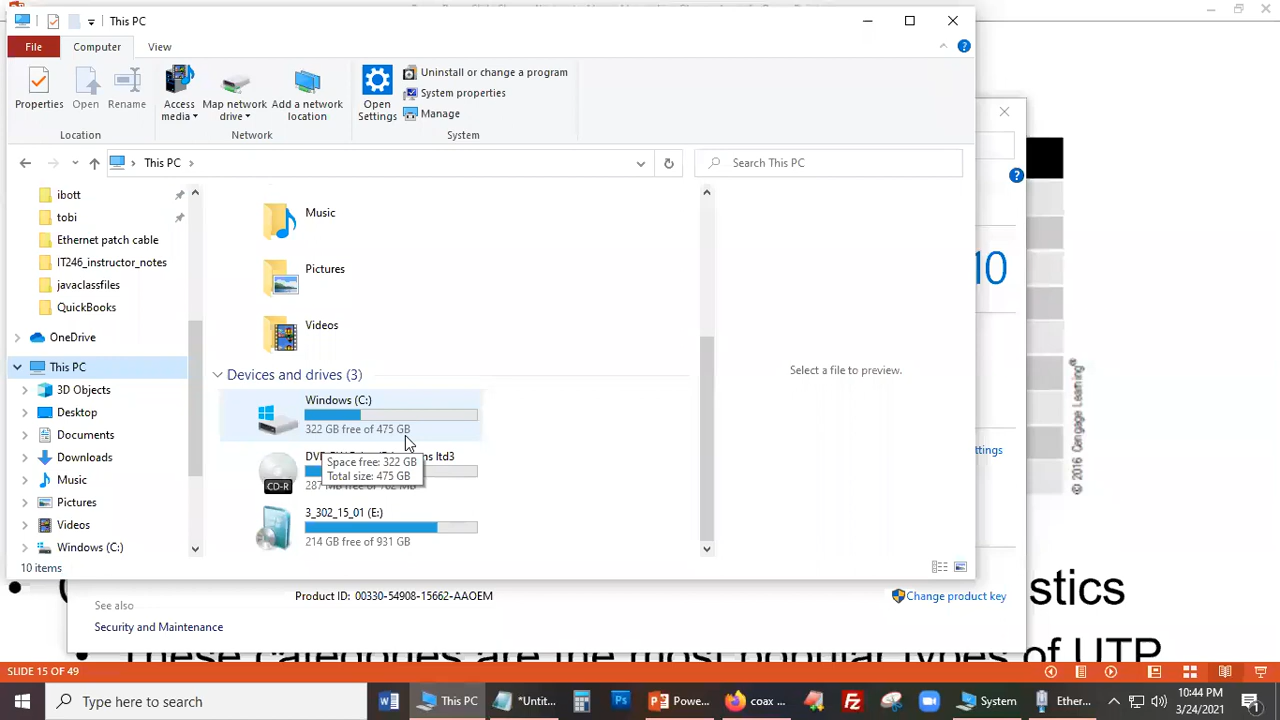 This PC
File
Computer
View
Properties
Open
Rename
Access media
Map network drive
Add a network location
Open Settings
Uninstall or change a program
System properties
Manage
Location
Network
System
This PC
Search This PC
ibott
tobi
Ethernet patch cable
IT246_instructor_notes
javaclassfiles
QuickBooks
OneDrive
This PC
3D Objects
Desktop
Documents
Downloads
Music
Pictures
Videos
Windows (C:)
Music
Pictures
Videos
Devices and drives (3)
Windows (C:)
322 GB free of 475 GB
Space free: 322 GB
Total size: 475 GB
ltd3
CD-R
3_302_15_01 (E:)
214 GB free of 931 GB
Select a file to preview.
10 items
10
ttings
© 2016 Cengage Learning®
Product ID: 00330-54908-15662-AAOEM
Change product key
See also
Security and Maintenance
stics
These categories are the most popular types of UTP
SLIDE 15 OF 49
Type here to search
This PC
*Untit...
Powe...
coax ...
System
Ether...
10:44 PM
3/24/2021